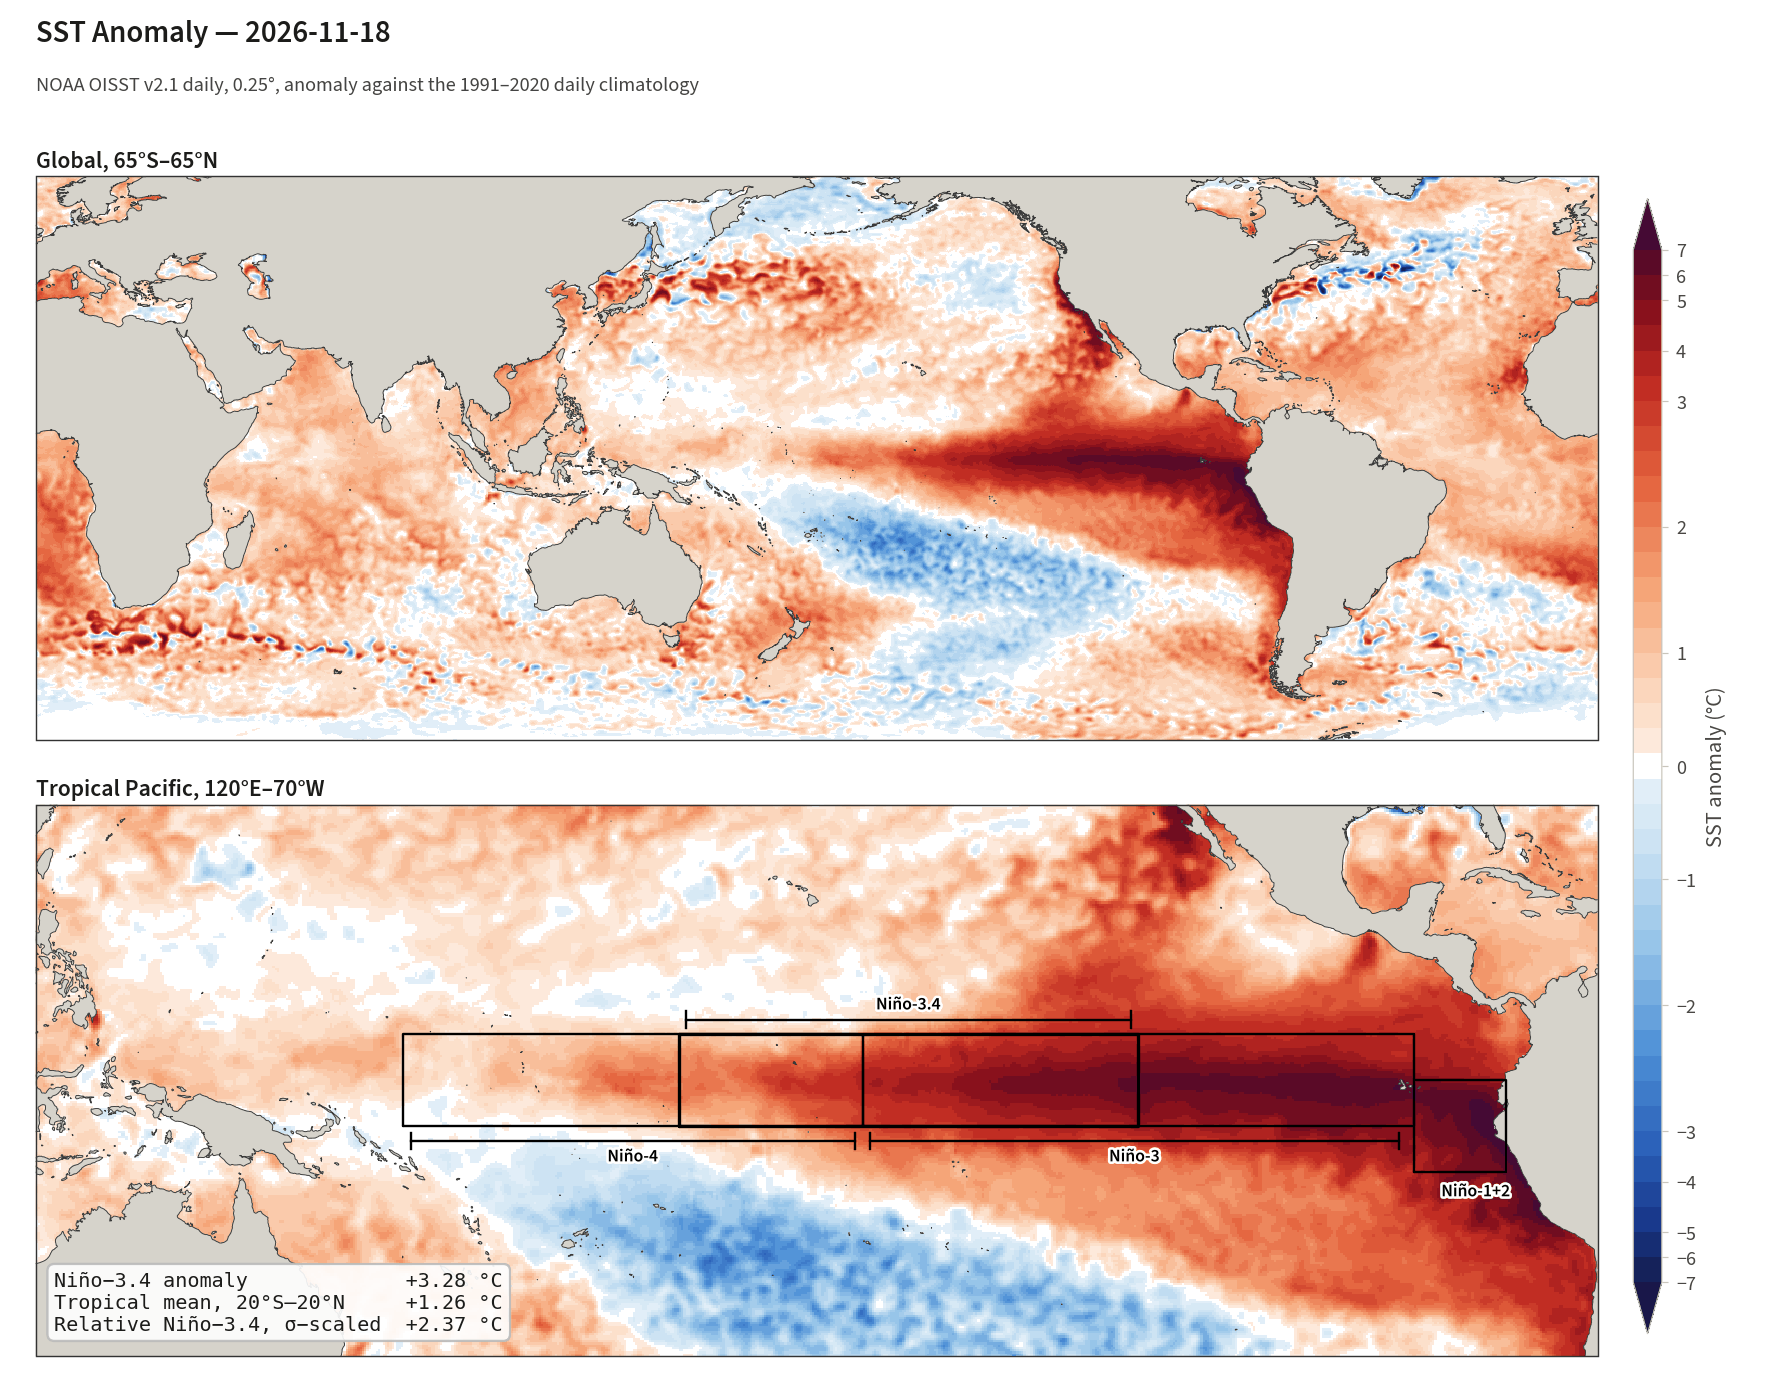 SST Anomaly — 2026-11-18
NOAA OISST v2.1 daily, 0.25°, anomaly against the 1991–2020 daily climatology
Global, 65°S–65°N
7
6
5
4
3
2
1
0
−1
−2
−3
−4
−5
−6
−7
SST anomaly (°C)
Tropical Pacific, 120°E–70°W
Niño-3.4
Niño-4
Niño-3
Niño-1+2
Niño−3.4 anomaly +3.28 °C
Tropical mean, 20°S–20°N +1.26 °C
Relative Niño−3.4, σ−scaled +2.37 °C